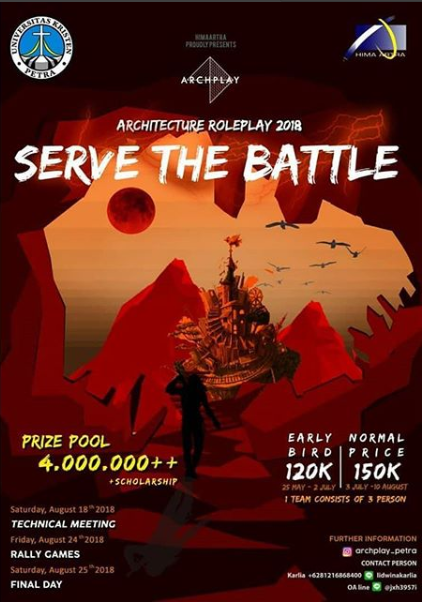 UNIVERSITAS KRISTEN
PETRA
HIMAARTRA
PROUDLY PRESENTS
HIMA ARTRA
ARCHPLAY
ARCHITECTURE ROLEPLAY 2018
SERVE THE BATTLE
PRIZE POOL
4.000.000++
+SCHOLARSHIP
EARLY
BIRD
120K
25 MAY - 2 JULY
NORMAL
PRICE
150K
3 JULY -10 AUGUST
1 TEAM CONSISTS OF 3 PERSON
Saturday, August 18th 2018
TECHNICAL MEETING
Friday, August 24th 2018
RALLY GAMES
Saturday, August 25th 2018
FINAL DAY
FURTHER INFORMATION
archplay_petra
CONTACT PERSON
Karlia +6281216868400 lidwinakarlia
OA line @jxh3957i